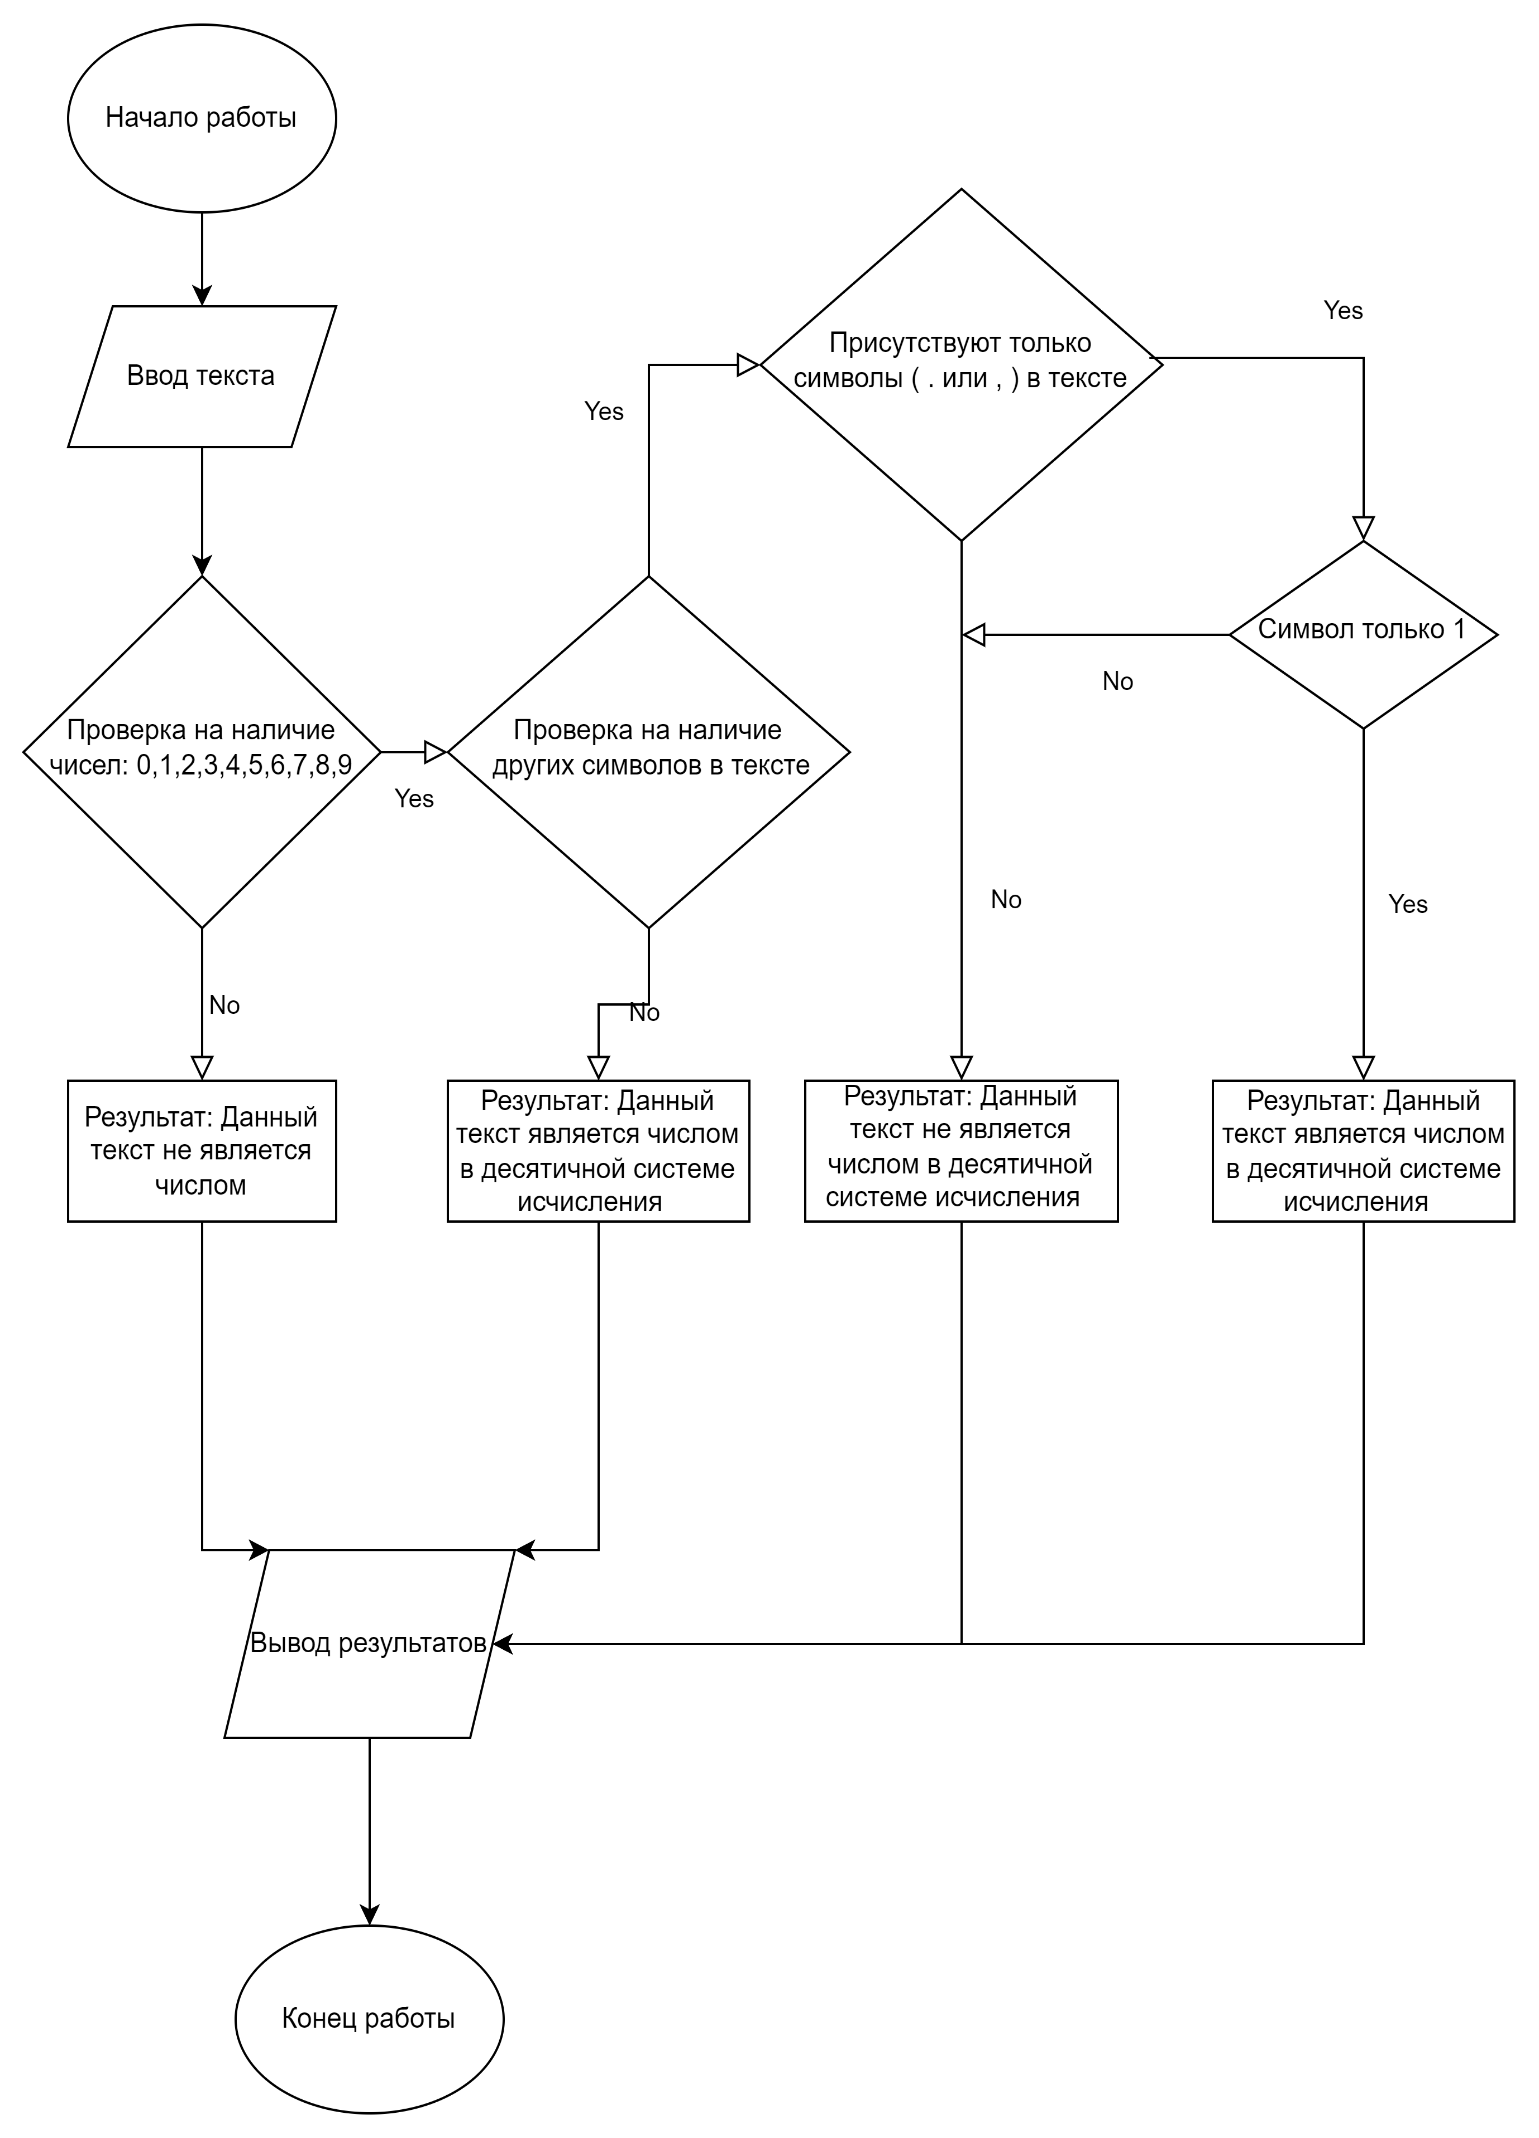 Начало работы
Ввод текста
Проверка на наличие
чисел: 0,1,2,3,4,5,6,7,8,9
Yes
No
Проверка на наличие
других символов в тексте
Yes
No
Присутствуют только
символы ( . или , ) в тексте
Yes
No
Символ только 1
No
Yes
Результат: Данный
текст не является
числом
Результат: Данный
текст является числом
в десятичной системе
исчисления
Результат: Данный
текст не является
числом в десятичной
системе исчисления
Результат: Данный
текст является числом
в десятичной системе
исчисления
Вывод результатов
Конец работы